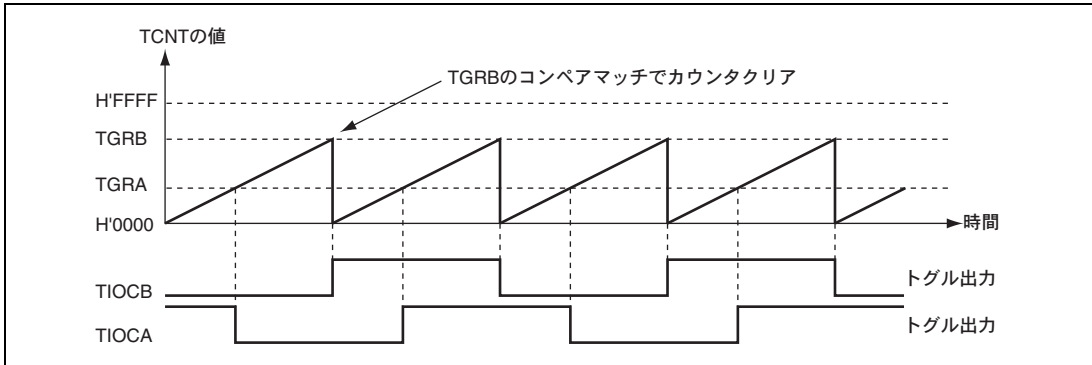 TCNTの値
TGRBのコンペアマッチでカウンタクリア
H'FFFF
TGRB
TGRA
H'0000
時間
TIOCB
トグル出力
TIOCA
トグル出力